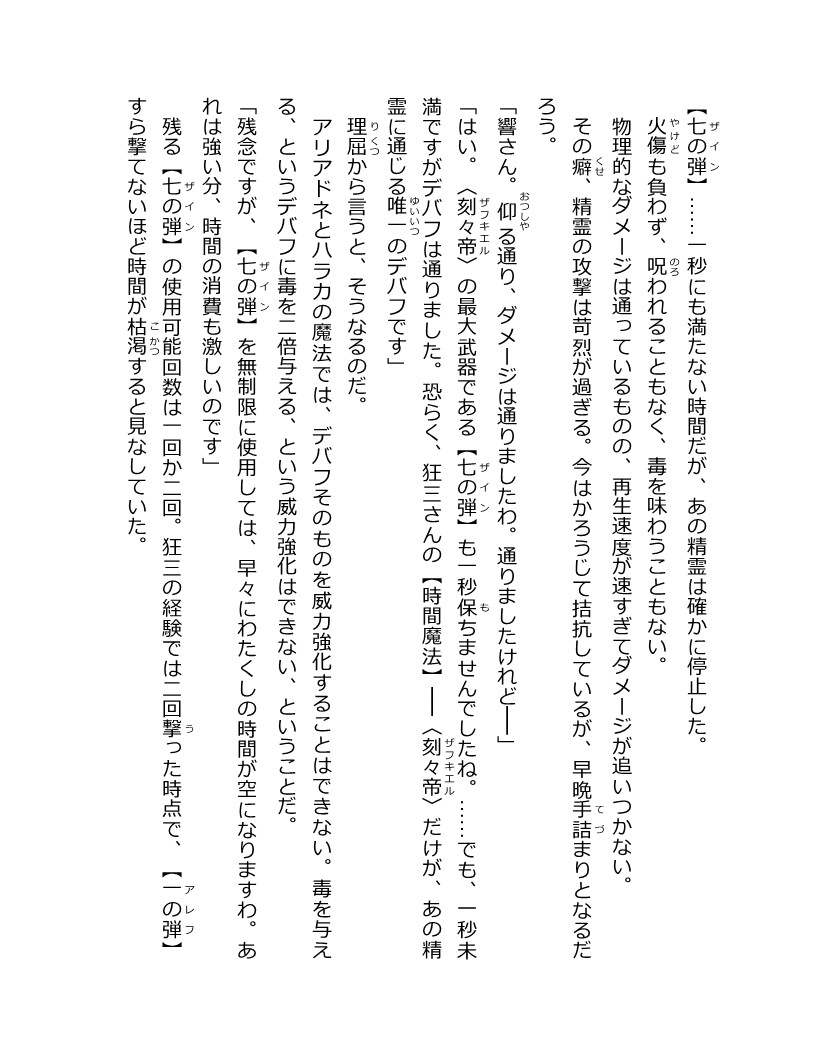 【七の弾】……一秒にも満たない時間だが、あの精霊は確かに停止した。
火傷も負わず、呪われることもなく、毒を味わうこともない。
物理的なダメージは通っているものの、再生速度が速すぎてダメージが追いつかない。
その癖、精霊の攻撃は苛烈が過ぎる。今はかろうじて拮抗しているが、早晩手詰まりとなるだ
ろう。
「響さん。仰る通り、ダメージは通りましたわ。通りましたけれど――」
「はい。〈刻々帝〉の最大武器である【七の弾】も一秒保ちませんでしたね。……でも、一秒未
満ですがデバフは通りました。恐らく、狂三さんの【時間魔法】――〈刻々帝〉だけが、あの精
霊に通じる唯一のデバフです」
理屈から言うと、そうなるのだ。
アリアドネとハラカの魔法では、デバフそのものを威力強化することはできない。毒を与え
る、というデバフに毒を二倍与える、という威力強化はできない、ということだ。
「残念ですが、【七の弾】を無制限に使用しては、早々にわたくしの時間が空になりますわ。あ
れは強い分、時間の消費も激しいのです」
残る【七の弾】の使用可能回数は一回か二回。狂三の経験では二回撃った時点で、【一の弾】
すら撃てないほど時間が枯渇すると見なしていた。